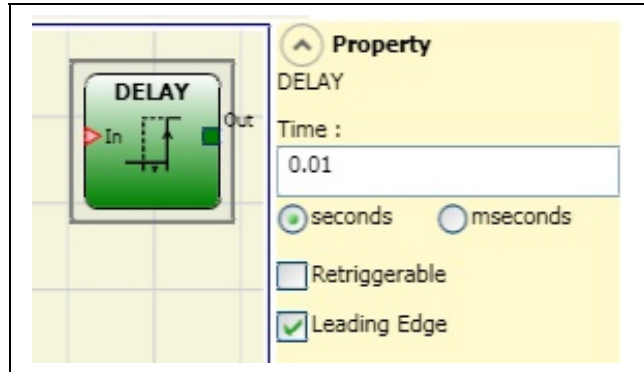 DELAY
In
Out
Property
DELAY
Time :
0.01
seconds mseconds
Retriggerable
Leading Edge